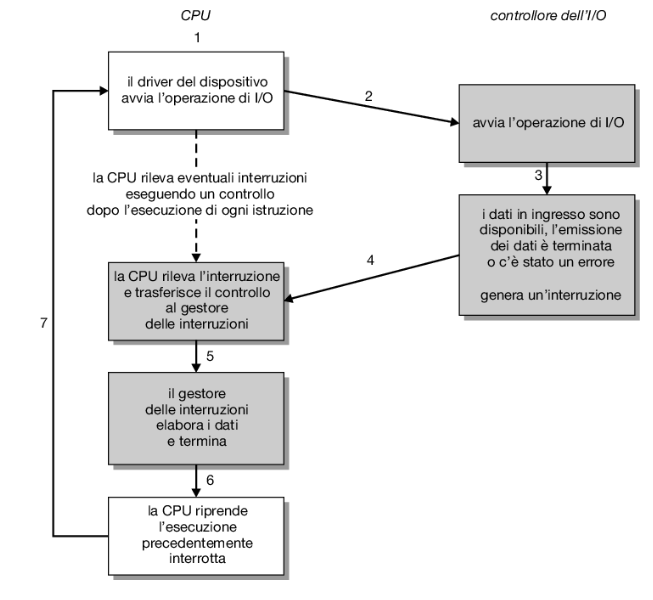 CPU
controllore dell'I/O
1
il driver del dispositivo
avvia l'operazione di I/O
2
avvia l'operazione di I/O
la CPU rileva eventuali interruzioni
eseguendo un controllo
dopo l'esecuzione di ogni istruzione
3
i dati in ingresso sono
disponibili, l'emissione
dei dati è terminata
o c'è stato un errore
genera un'interruzione
4
la CPU rileva l'interruzione
e trasferisce il controllo
al gestore
delle interruzioni
7
5
il gestore
delle interruzioni
elabora i dati
e termina
6
la CPU riprende
l'esecuzione
precedentemente
interrotta